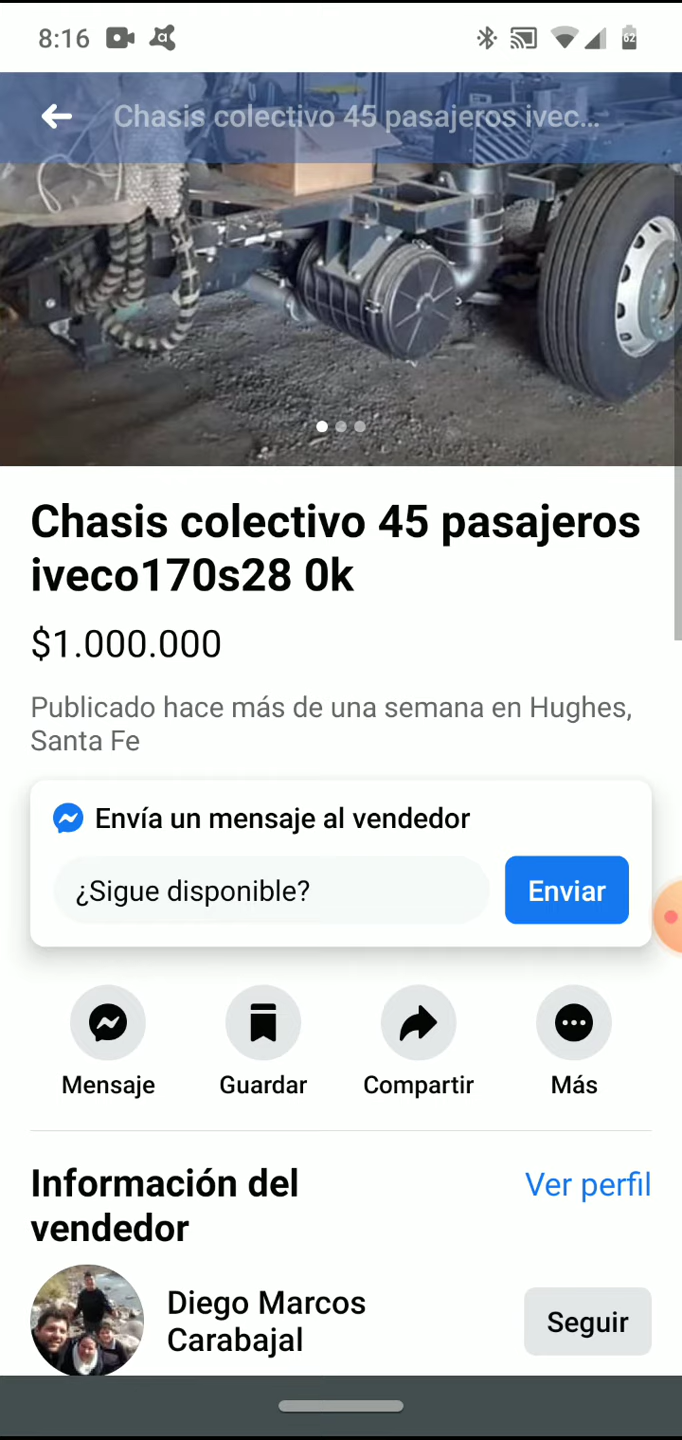 8:16
62
Chasis colectivo 45 pasajeros ivec...
Chasis colectivo 45 pasajeros
iveco170s28 0k
$1.000.000
Publicado hace más de una semana en Hughes,
Santa Fe
Envía un mensaje al vendedor
¿Sigue disponible?
Enviar
Mensaje
Guardar
Compartir
Más
Información del
vendedor
Ver perfil
Diego Marcos
Carabajal
Seguir